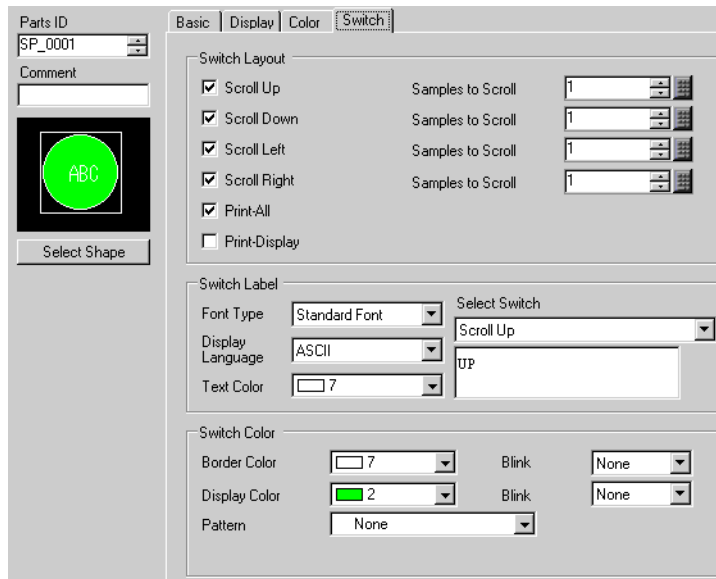 Parts ID
SP_0001
Comment
ABC
Select Shape
Basic Display Color Switch
Switch Layout
Scroll Up Samples to Scroll 1
Scroll Down Samples to Scroll 1
Scroll Left Samples to Scroll 1
Scroll Right Samples to Scroll 1
Print-All
Print-Display
Switch Label
Font Type Standard Font
Display Language ASCII
Text Color 7
Select Switch
Scroll Up
UP
Switch Color
Border Color 7 Blink None
Display Color 2 Blink None
Pattern None